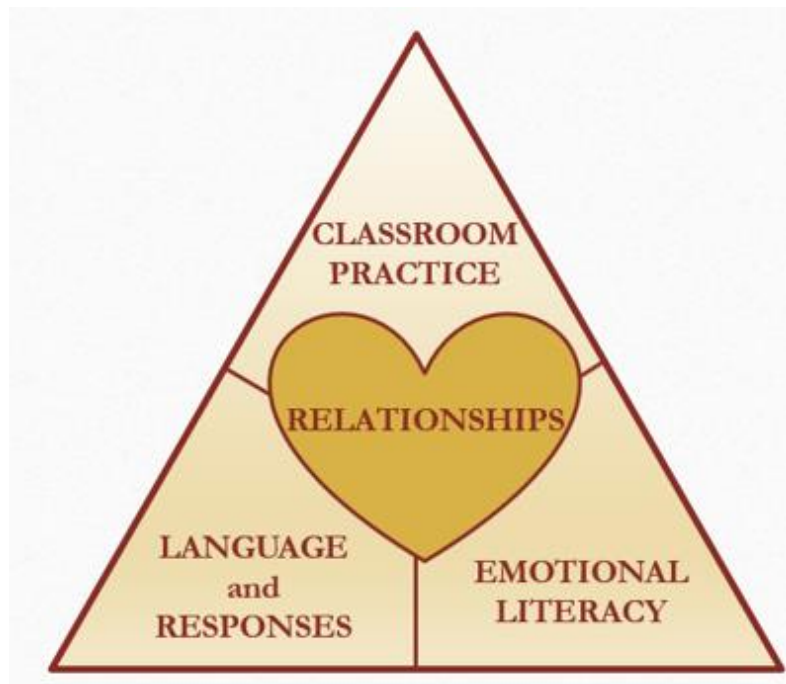 CLASSROOM
PRACTICE
RELATIONSHIPS
LANGUAGE
and
RESPONSES
EMOTIONAL
LITERACY